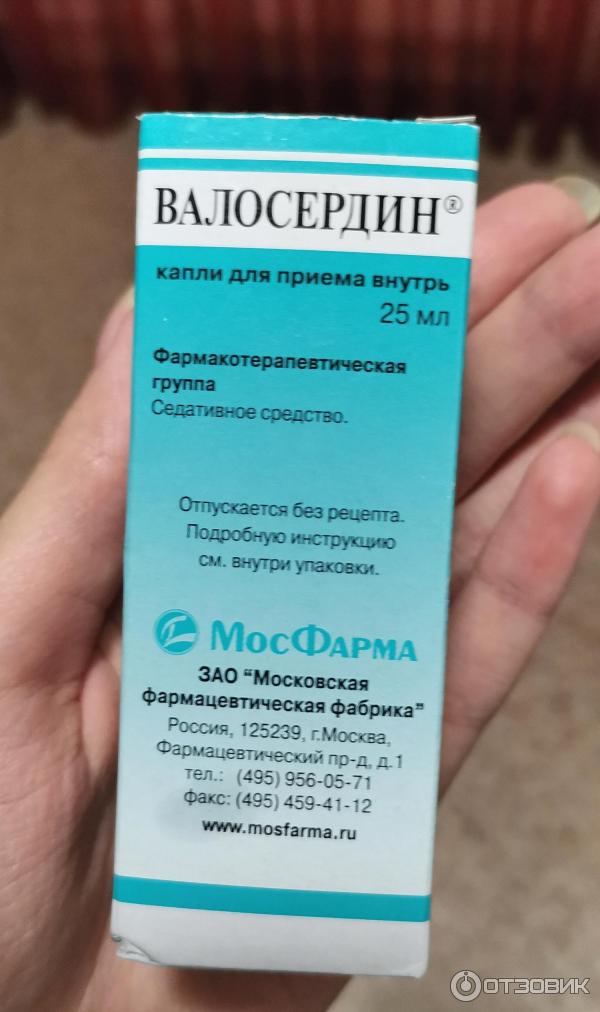 ВАЛОСЕРДИН®
капли для приема внутрь
25 мл
Фармакотерапевтическая
группа
Седативное средство.
Отпускается без рецепта.
Подробную инструкцию
см. внутри упаковки.
МОСФАРМА
ЗАО “Московская
фармацевтическая фабрика”
Россия, 125239, г.Москва,
Фармацевтический пр-д, д.1
тел.: (495) 956-05-71
факс: (495) 459-41-12
www.mosfarma.ru
ОТЗОВИК